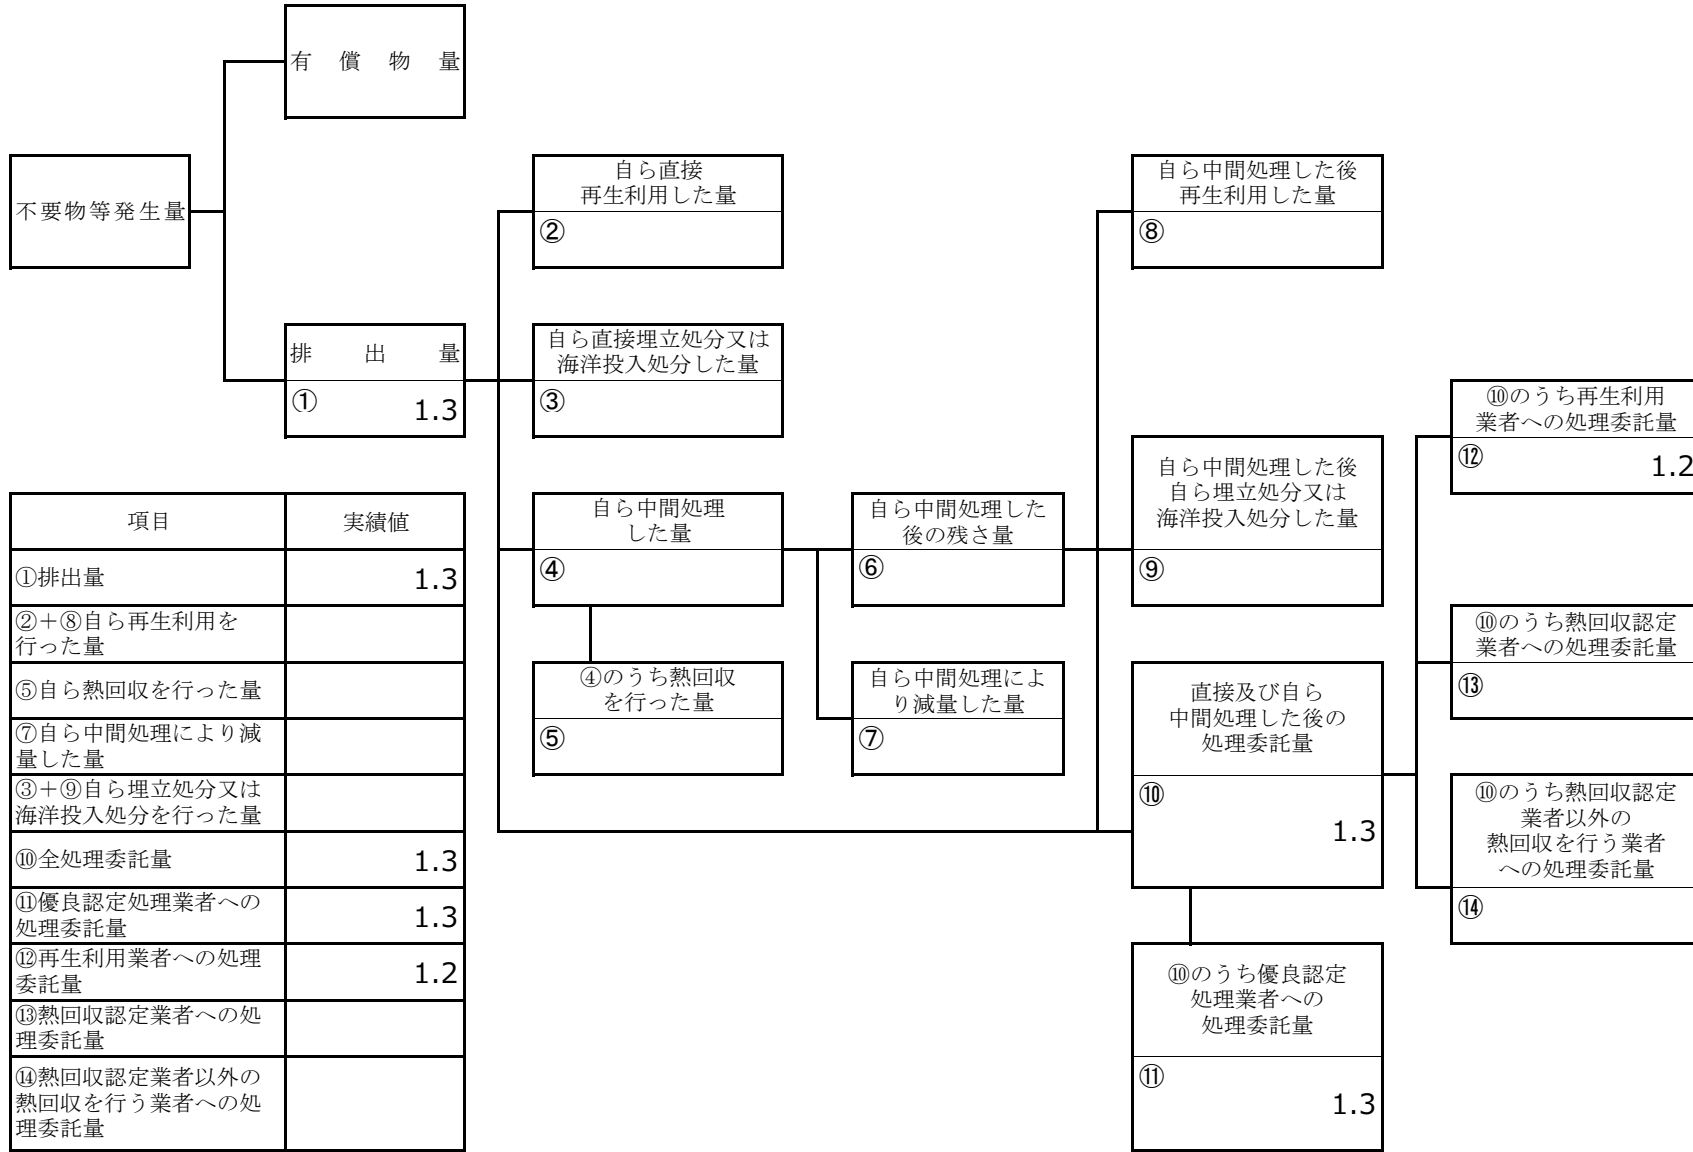 有償物量
不要物等発生量
自ら直接
再生利用した量
②
自ら中間処理した後
再生利用した量
⑧
排出量
① 1.3
自ら直接埋立処分又は
海洋投入処分した量
③
⑩のうち再生利用
業者への処理委託量
⑫ 1.2
自ら中間処理
した量
④
自ら中間処理した
後の残さ量
⑥
自ら中間処理した後
自ら埋立処分又は
海洋投入処分した量
⑨
⑩のうち熱回収認定
業者への処理委託量
⑬
④のうち熱回収
を行った量
⑤
自ら中間処理によ
り減量した量
⑦
直接及び自ら
中間処理した後の
処理委託量
⑩
1.3
⑩のうち熱回収認定
業者以外の
熱回収を行う業者
への処理委託量
⑭
⑩のうち優良認定
処理業者への
処理委託量
⑪
1.3
項目 実績値
①排出量 1.3
②＋⑧自ら再生利用を
行った量
⑤自ら熱回収を行った量
⑦自ら中間処理により減
量した量
③＋⑨自ら埋立処分又は
海洋投入処分を行った量
⑩全処理委託量 1.3
⑪優良認定処理業者への
処理委託量 1.3
⑫再生利用業者への処理
委託量 1.2
⑬熱回収認定業者への処
理委託量
⑭熱回収認定業者以外の
熱回収を行う業者への処
理委託量